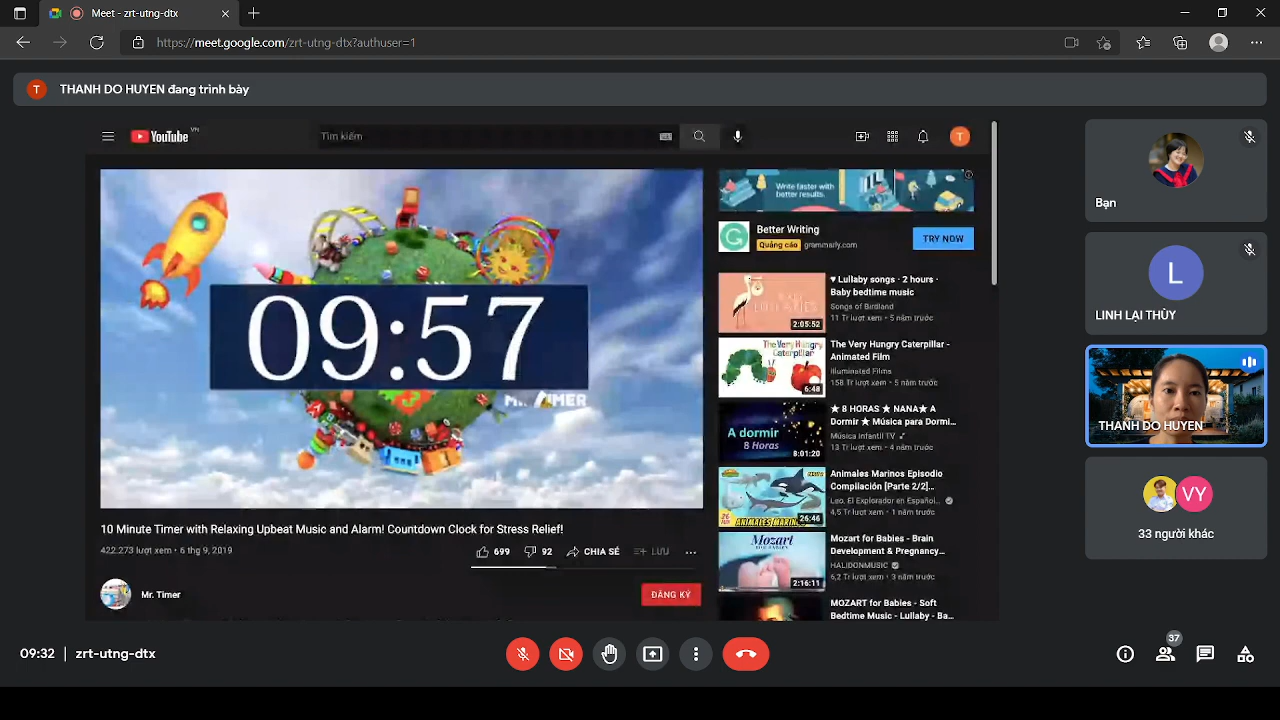 Meet - zrt-utng-dtx
https://meet.google.com/zrt-utng-dtx?authuser=1
T
THANH DO HUYEN đang trình bày
YouTube VN
Tìm kiếm
T
09:57
MR. TIMER
10 Minute Timer with Relaxing Upbeat Music and Alarm! Countdown Clock for Stress Relief!
422.273 lượt xem • 6 thg 9, 2019
699
92
CHIA SẺ
LƯU
Mr. Timer
ĐĂNG KÝ
Write faster with
better results.
Better Writing
Quảng cáo grammarly.com
TRY NOW
♥ Lullaby songs - 2 hours -
Baby bedtime music
Songs of Birdland
11 Tr lượt xem • 5 năm trước
2:05:52
The Very Hungry
Caterpillar
The Very Hungry Caterpillar -
Animated Film
Illuminated Films
158 Tr lượt xem • 5 năm trước
6:48
A dormir
8 Horas
★ 8 HORAS ★ NANA★ A
Dormir ★ Música para Dormi...
Música Infantil TV
13 Tr lượt xem • 4 năm trước
8:01:20
ANIMALES MARINOS
Animales Marinos Episodio
Compilación [Parte 2/2]...
Leo, El Explorador en Español...
4,5 Tr lượt xem • 1 năm trước
26:46
Mozart
Mozart for Babies - Brain
Development & Pregnancy...
HALIDONMUSIC
6,2 Tr lượt xem • 3 năm trước
2:16:11
MOZART for Babies - Soft
Bedtime Music - Lullaby - Ba...
Bạn
L
LINH LẠI THÙY
THANH DO HUYEN
VY
33 người khác
09:32 | zrt-utng-dtx
37